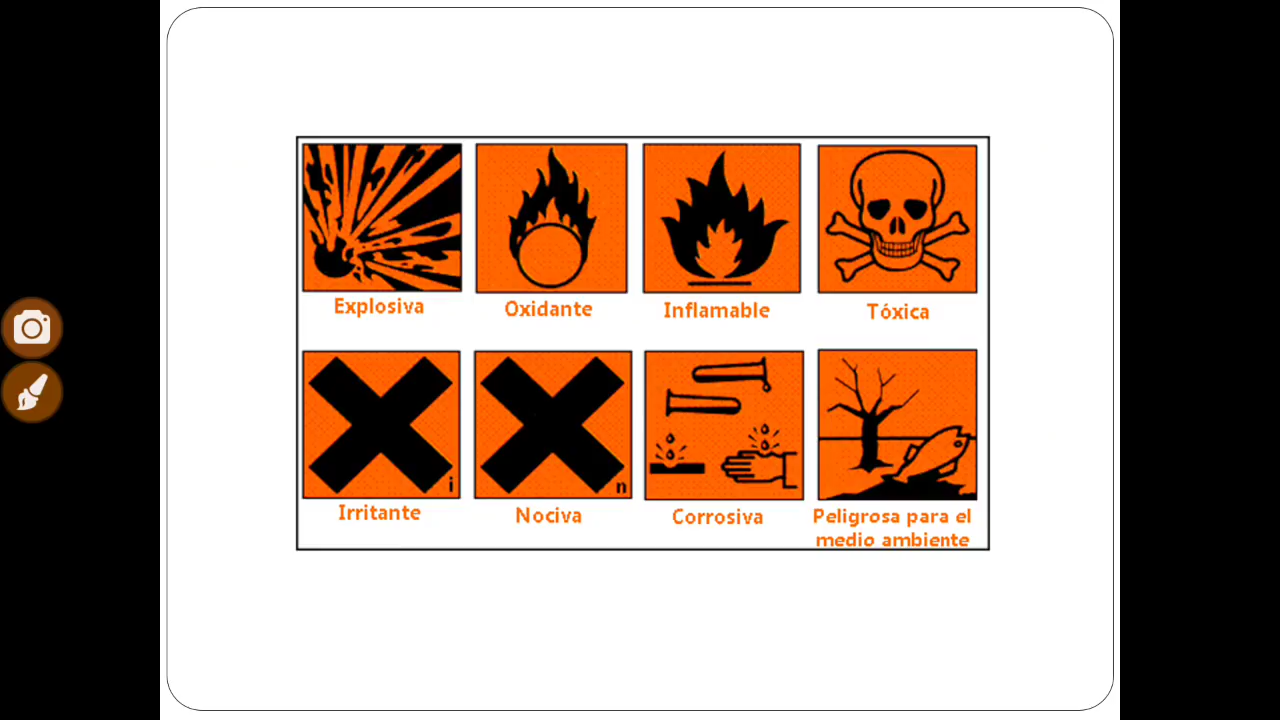 Explosiva
Oxidante
Inflamable
Tóxica
i
n
Irritante
Nociva
Corrosiva
Peligrosa para el
medio ambiente